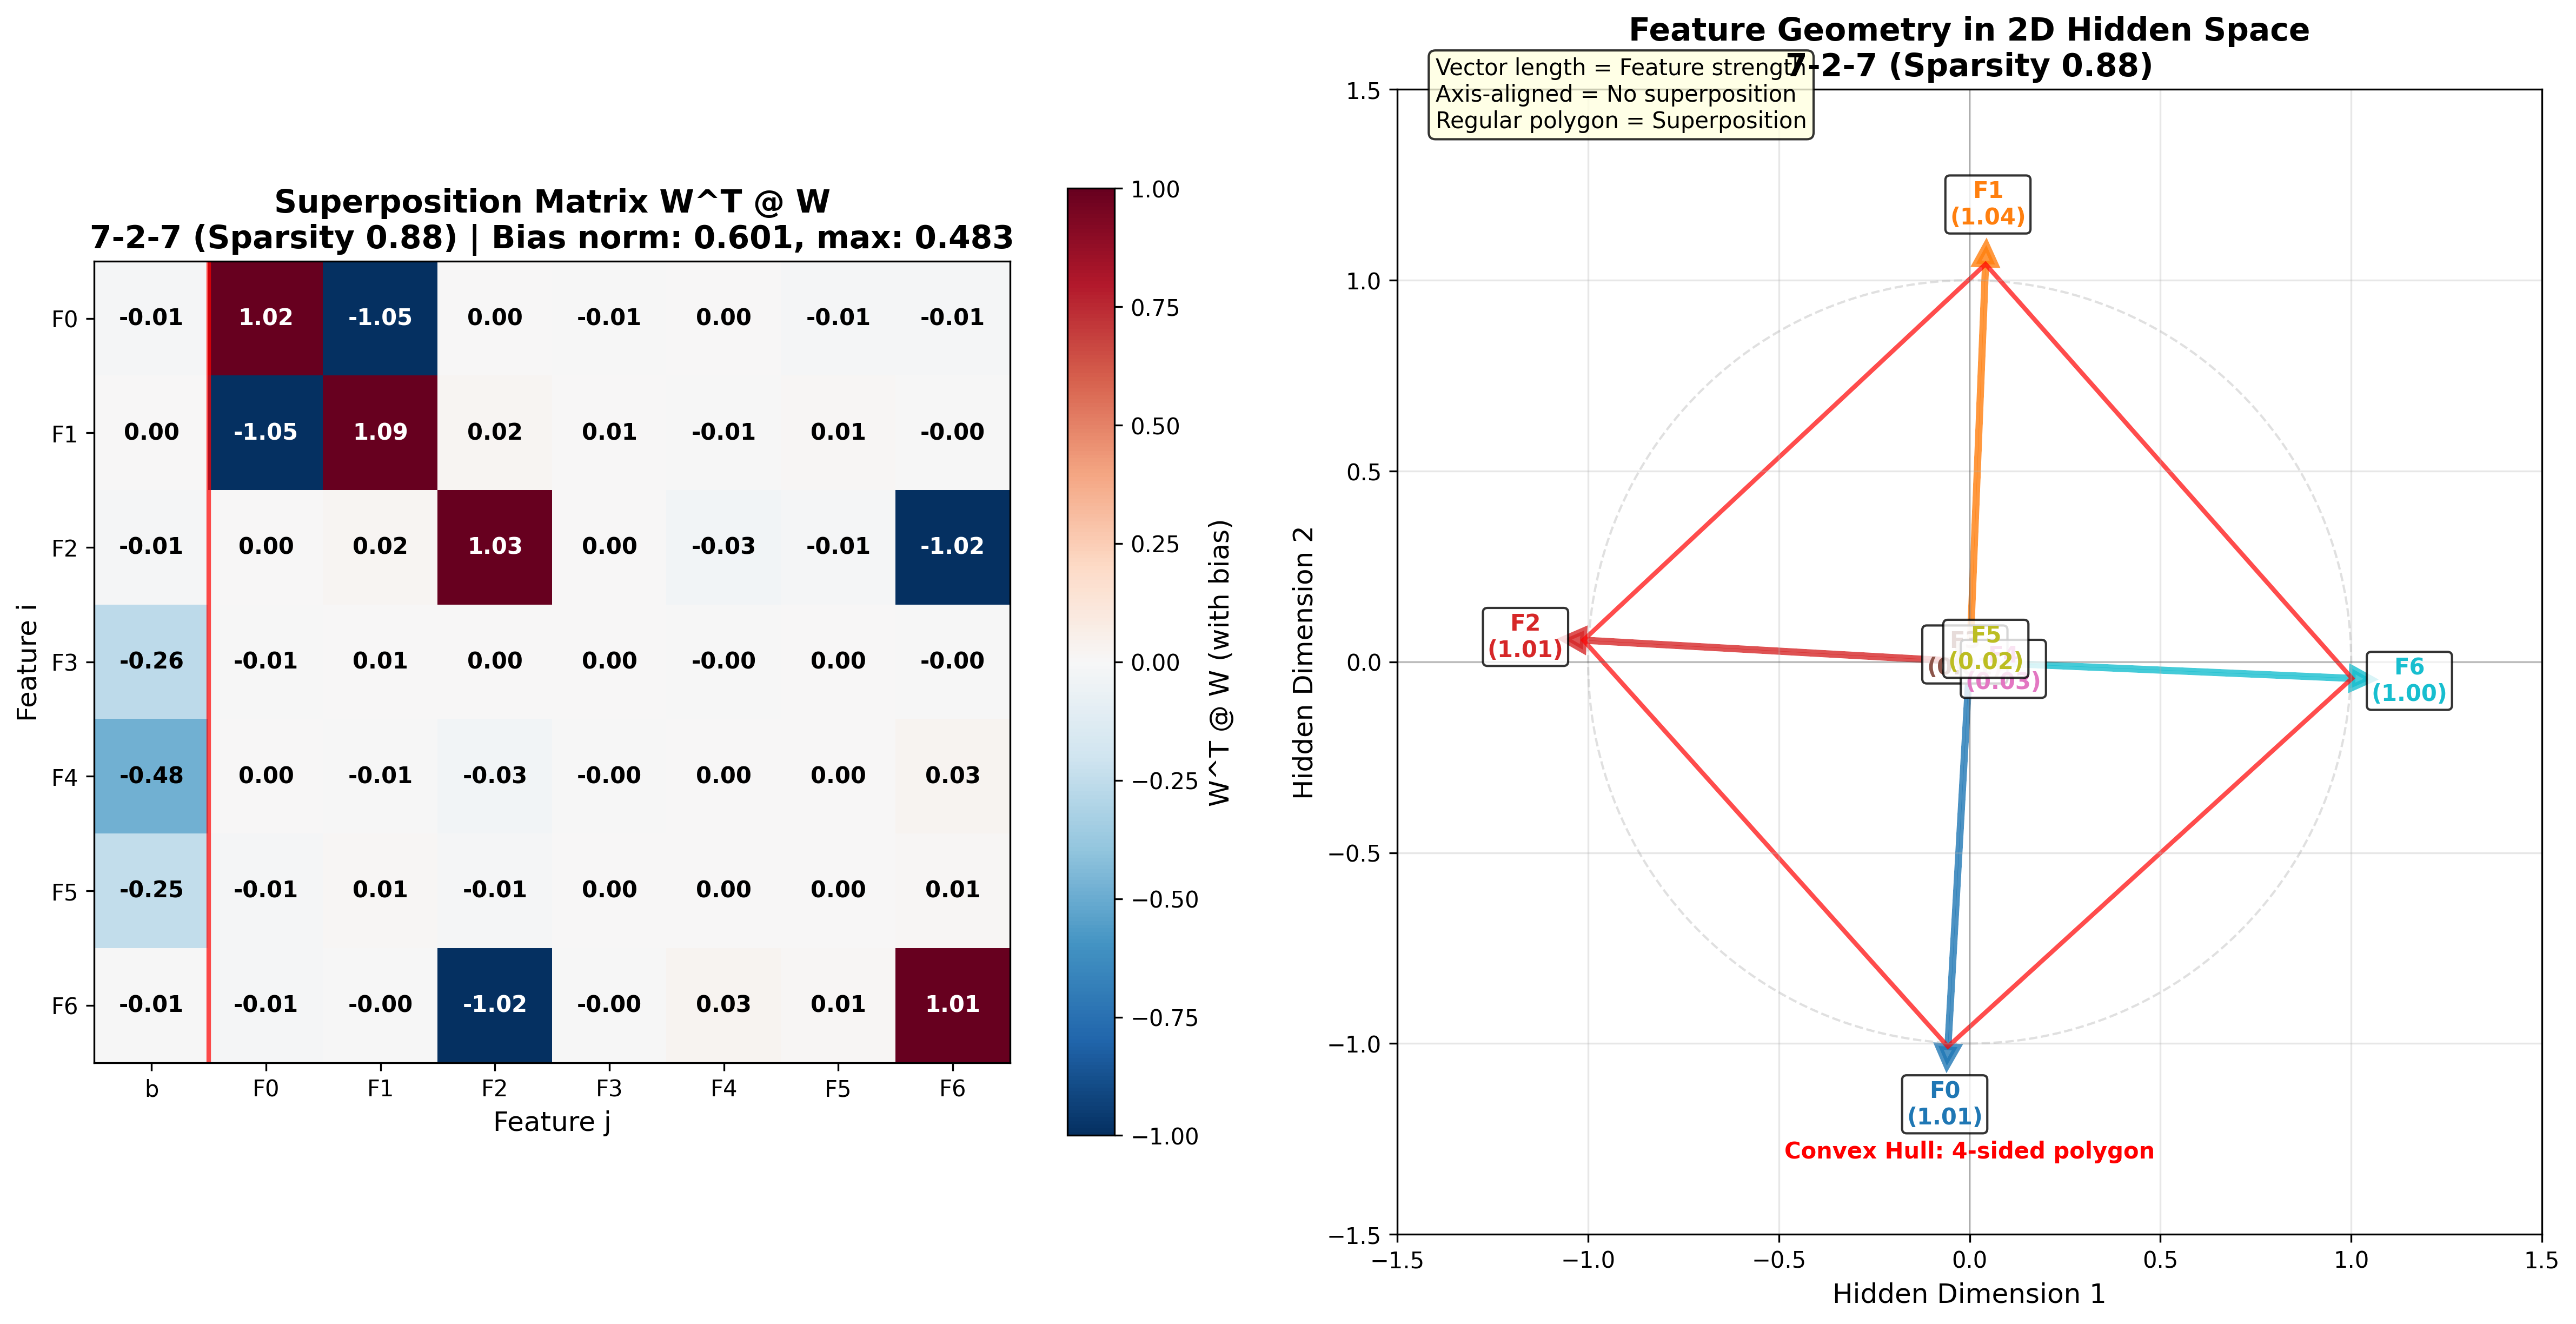 Superposition Matrix W^T @ W
7-2-7 (Sparsity 0.88) | Bias norm: 0.601, max: 0.483
F0 -0.01 1.02 -1.05 0.00 -0.01 0.00 -0.01 -0.01
F1 0.00 -1.05 1.09 0.02 0.01 -0.01 0.01 -0.00
F2 -0.01 0.00 0.02 1.03 0.00 -0.03 -0.01 -1.02
F3 -0.26 -0.01 0.01 0.00 0.00 -0.00 0.00 -0.00
F4 -0.48 0.00 -0.01 -0.03 -0.00 0.00 0.00 0.03
F5 -0.25 -0.01 0.01 -0.01 0.00 0.00 0.00 0.01
F6 -0.01 -0.01 -0.00 -1.02 -0.00 0.03 0.01 1.01
b F0 F1 F2 F3 F4 F5 F6
Feature j
Feature i
1.00
0.75
0.50
0.25
0.00
−0.25
−0.50
−0.75
−1.00
W^T @ W (with bias)
Feature Geometry in 2D Hidden Space
7-2-7 (Sparsity 0.88)
Vector length = Feature strength
Axis-aligned = No superposition
Regular polygon = Superposition
F1
(1.04)
F2
(1.01)
F5
(0.02)
(0.03)
F6
(1.00)
F0
(1.01)
Convex Hull: 4-sided polygon
1.5
1.0
0.5
0.0
−0.5
−1.0
−1.5
Hidden Dimension 2
−1.5 −1.0 −0.5 0.0 0.5 1.0 1.5
Hidden Dimension 1